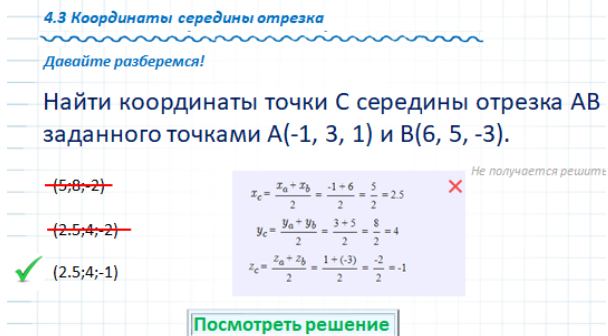 4.3 Координаты середины отрезка
Давайте разберемся!
Найти координаты точки С середины отрезка АВ
заданного точками А(-1, 3, 1) и В(6, 5, -3).
Не получается решить
(5;8;-2)
(2.5;4;-2)
(2.5;4;-1)
x_c = (x_a + x_b)/2 = (-1 + 6)/2 = 5/2 = 2.5
y_c = (y_a + y_b)/2 = (3 + 5)/2 = 8/2 = 4
z_c = (z_a + z_b)/2 = (1 + (-3))/2 = -2/2 = -1
Посмотреть решение